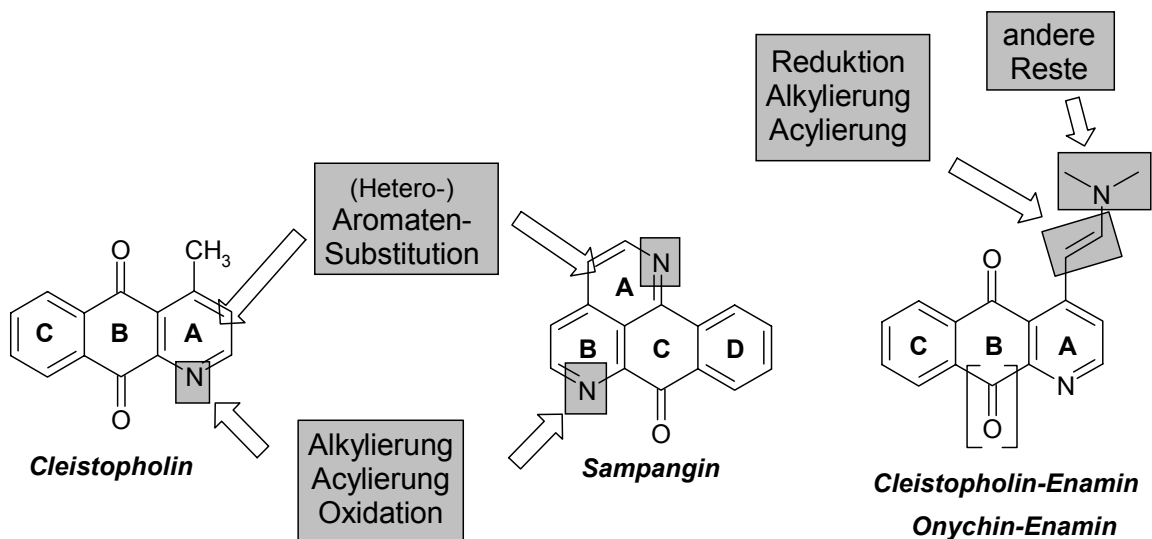 andere
Reste
Reduktion
Alkylierung
Acylierung
(Hetero-)
Aromaten-
Substitution
N
O
CH3
C
B
A
N
O
Cleistopholin
N
A
B
C
D
N
O
Sampangin
Alkylierung
Acylierung
Oxidation
O
C
B
A
N
O
Cleistopholin-Enamin
Onychin-Enamin